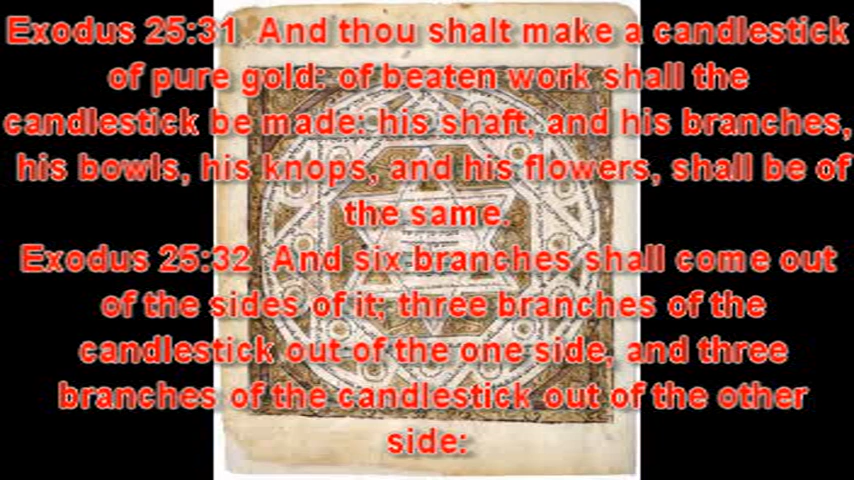 Exodus 25:31 And thou shalt make a candlestick
of pure gold: of beaten work shall the
candlestick be made: his shaft, and his branches,
his bowls, his knops, and his flowers, shall be of
the same.
Exodus 25:32 And six branches shall come out
of the sides of it; three branches of the
candlestick out of the one side, and three
branches of the candlestick out of the other
side: